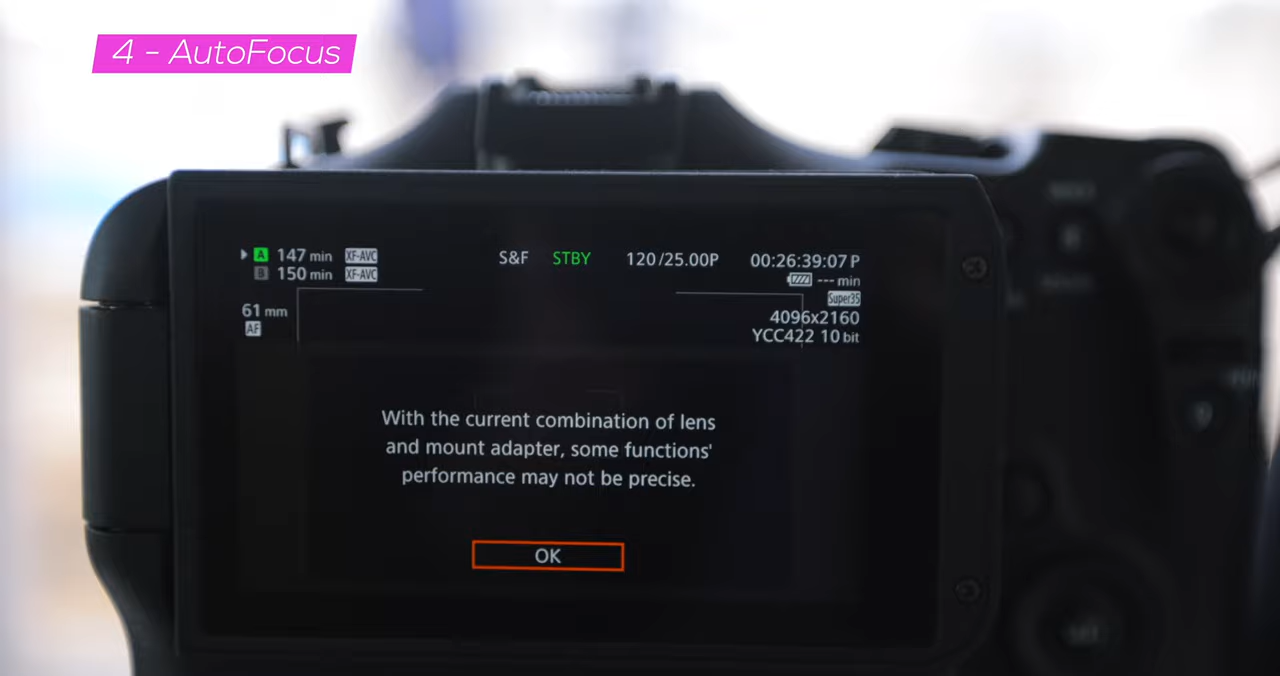 4 - AutoFocus
A 147 min XF-AVC S&F STBY 120/25.00P 00:26:39:07 P
B 150 min XF-AVC --- min
Super35
61 mm 4096x2160
AF YCC422 10 bit
With the current combination of lens
and mount adapter, some functions'
performance may not be precise.
OK